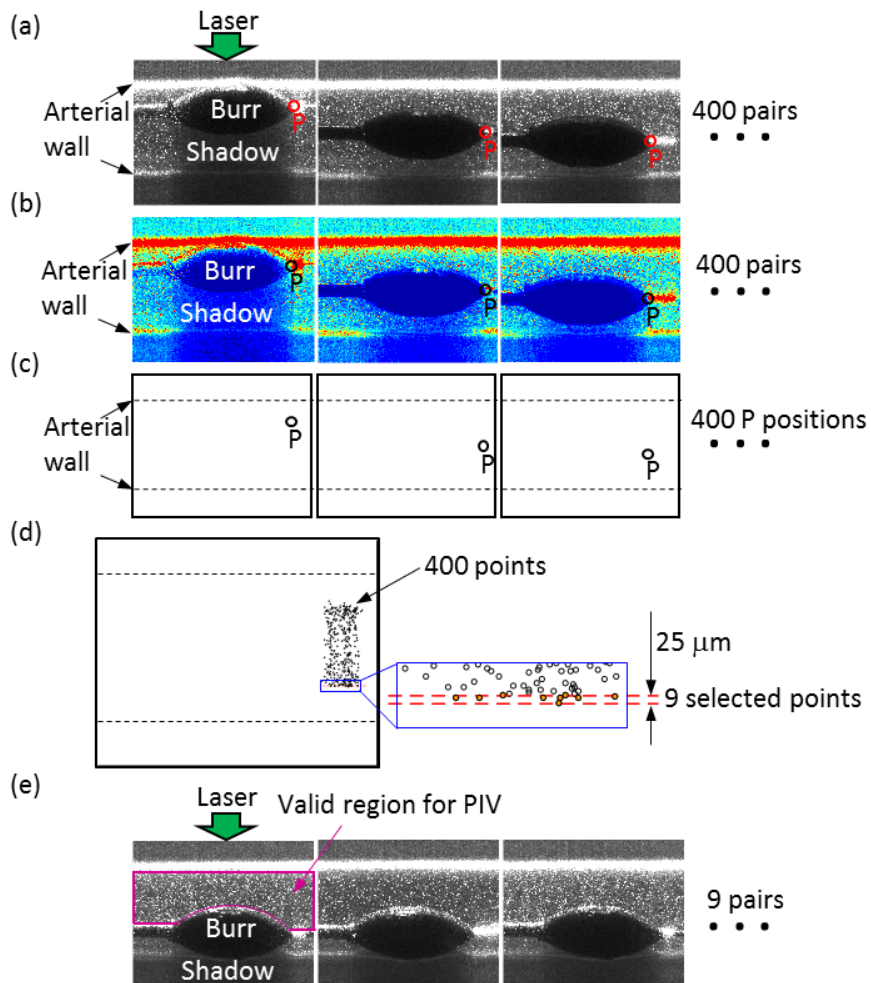 (a)
Laser
Arterial
wall
Burr
Shadow
P
P
P
400 pairs
(b)
Arterial
wall
Burr
Shadow
P
P
P
400 pairs
(c)
Arterial
wall
P
P
P
400 P positions
(d)
400 points
25 μm
9 selected points
(e)
Laser
Valid region for PIV
Burr
Shadow
9 pairs